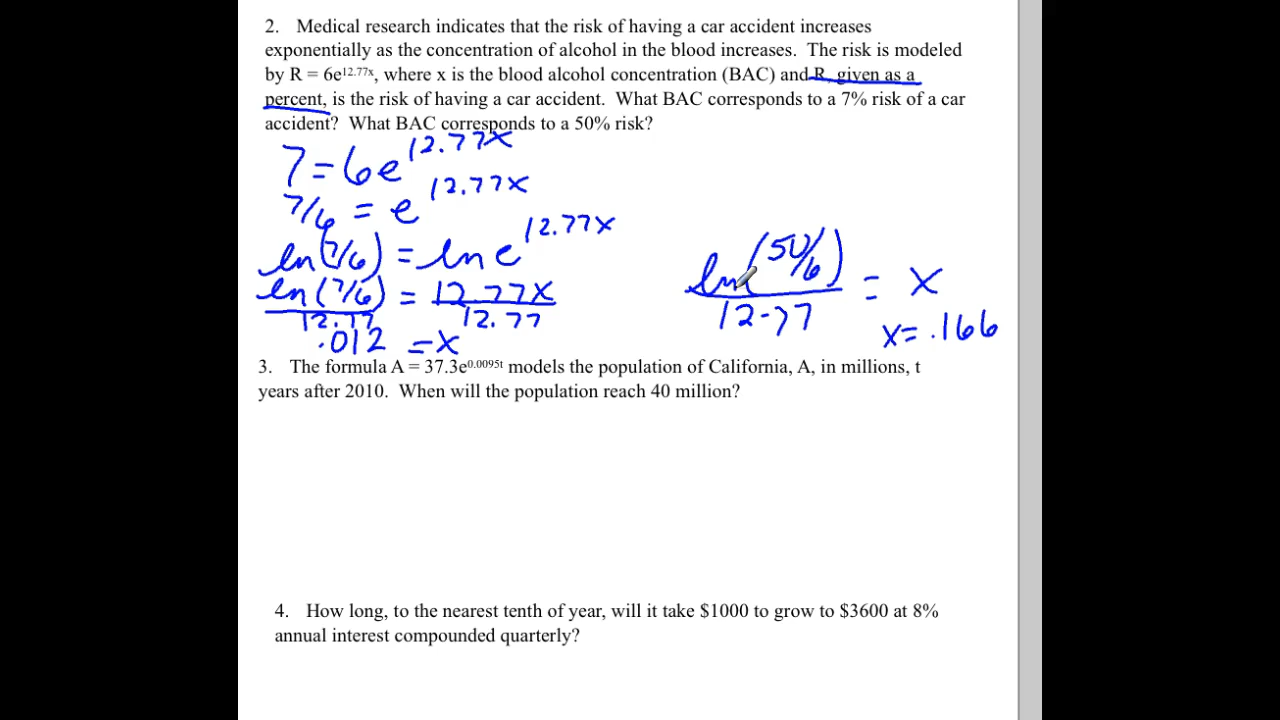 2. Medical research indicates that the risk of having a car accident increases
exponentially as the concentration of alcohol in the blood increases. The risk is modeled
by R = 6e^12.77x, where x is the blood alcohol concentration (BAC) and R, given as a
percent, is the risk of having a car accident. What BAC corresponds to a 7% risk of a car
accident? What BAC corresponds to a 50% risk?
7 = 6e^12.77x
7/6 = e^12.77x
ln(7/6) = ln e^12.77x
ln(7/6)/12.77 = 12.77x/12.77
.012 = x
ln(50/6)/12.77 = x
x = .166
3. The formula A = 37.3e^0.0095t models the population of California, A, in millions, t
years after 2010. When will the population reach 40 million?
4. How long, to the nearest tenth of year, will it take $1000 to grow to $3600 at 8%
annual interest compounded quarterly?